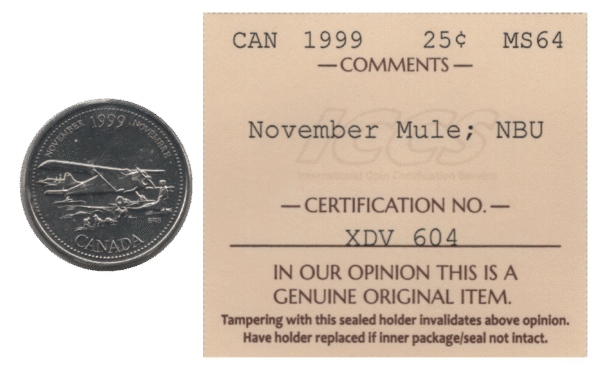 NOVEMBER 1999 NOVEMBRE
CANADA
CAN 1999 25¢ MS64
— COMMENTS —
November Mule; NBU
ICCS
International Coin Certification Service
— CERTIFICATION NO. —
XDV 604
IN OUR OPINION THIS IS A
GENUINE ORIGINAL ITEM.
Tampering with this sealed holder invalidates above opinion.
Have holder replaced if inner package/seal not intact.